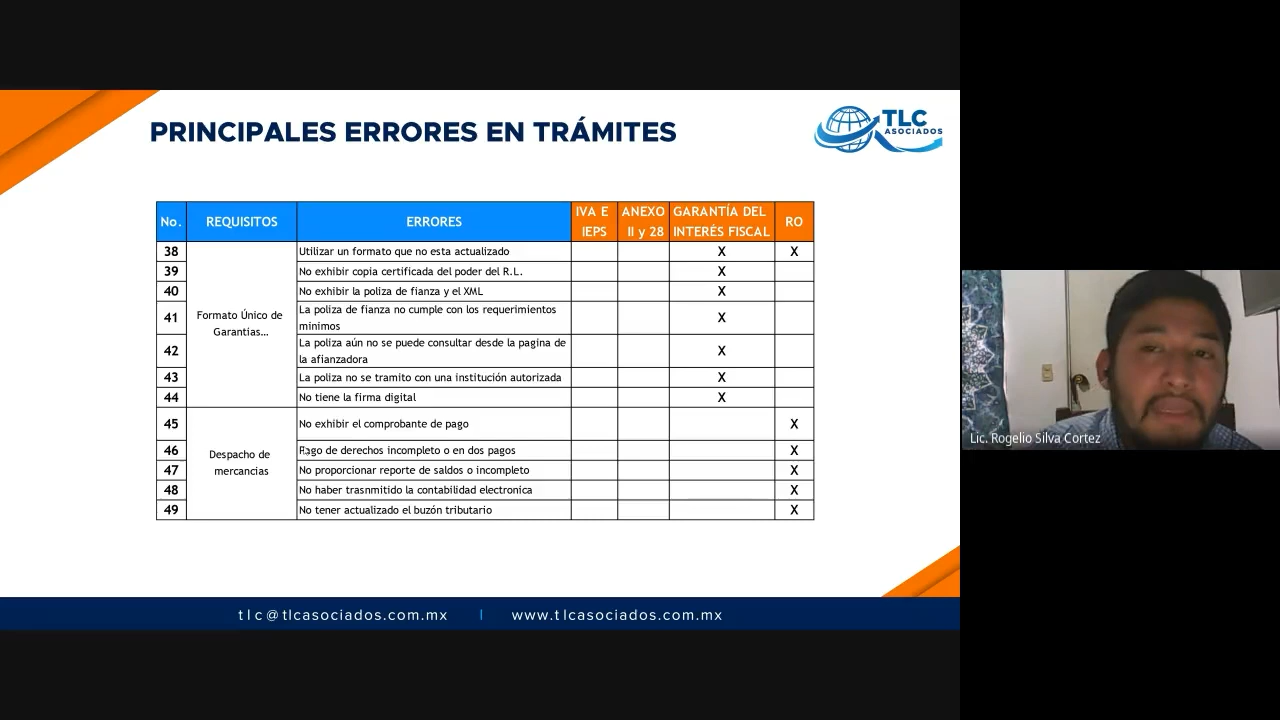 PRINCIPALES ERRORES EN TRÁMITES
TLC
ASOCIADOS
No. REQUISITOS ERRORES IVA E IEPS ANEXO II y 28 GARANTÍA DEL INTERÉS FISCAL RO
38 Utilizar un formato que no esta actualizado X X
39 No exhibir copia certificada del poder del R.L. X
40 No exhibir la poliza de fianza y el XML X
Formato Único de
Garantías...
41 La poliza de fianza no cumple con los requerimientos
minimos X
42 La poliza aún no se puede consultar desde la pagina de
la afianzadora X
43 La poliza no se tramito con una institución autorizada X
44 No tiene la firma digital X
45 No exhibir el comprobante de pago X
Despacho de
mercancias
46 Pago de derechos incompleto o en dos pagos X
47 No proporcionar reporte de saldos o incompleto X
48 No haber trasnmitido la contabilidad electronica X
49 No tener actualizado el buzón tributario X
tlc@tlcasociados.com.mx | www.tlcasociados.com.mx
Lic. Rogelio Silva Cortez